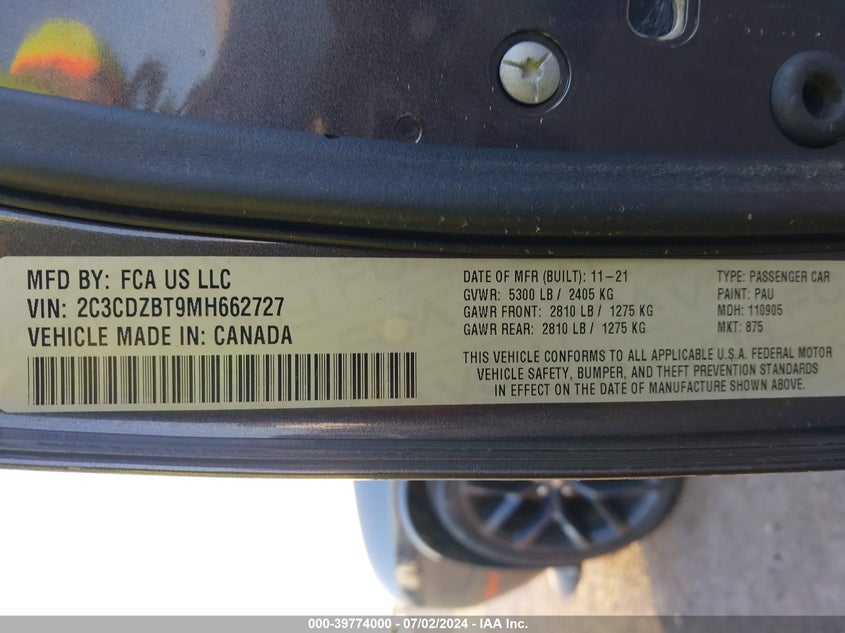 MFD BY: FCA US LLC
VIN: 2C3CDZBT9MH662727
VEHICLE MADE IN: CANADA
DATE OF MFR (BUILT): 11-21
GVWR: 5300 LB / 2405 KG
GAWR FRONT: 2810 LB / 1275 KG
GAWR REAR: 2810 LB / 1275 KG
TYPE: PASSENGER CAR
PAINT: PAU
MDH: 110905
MKT: 875
THIS VEHICLE CONFORMS TO ALL APPLICABLE U.S.A. FEDERAL MOTOR
VEHICLE SAFETY, BUMPER, AND THEFT PREVENTION STANDARDS
IN EFFECT ON THE DATE OF MANUFACTURE SHOWN ABOVE.
000-39774000 - 07/02/2024 - IAA Inc.